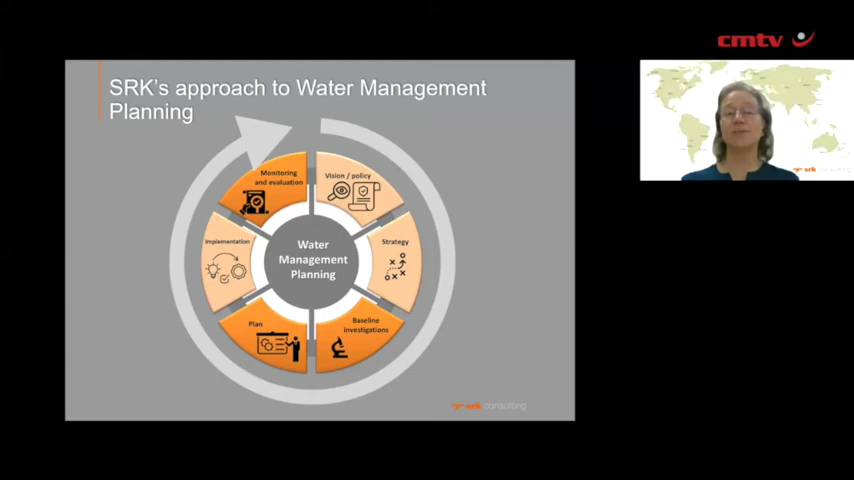 cmtv
SRK's approach to Water Management
Planning
Monitoring
and evaluation
Vision / policy
Implementation
Water
Management
Planning
Strategy
Plan
Baseline
investigations
srk consulting
srk consulting